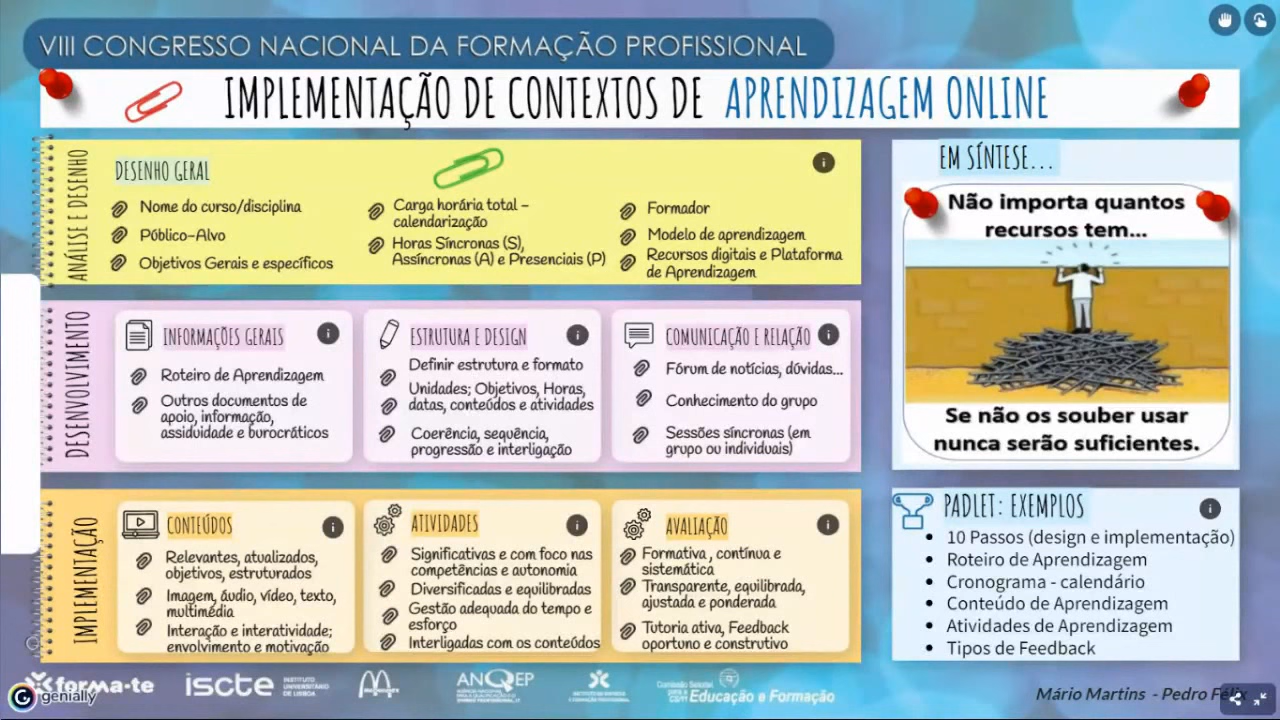 VIII CONGRESSO NACIONAL DA FORMAÇÃO PROFISSIONAL
IMPLEMENTAÇÃO DE CONTEXTOS DE APRENDIZAGEM ONLINE
ANÁLISE E DESENHO
DESENHO GERAL
Nome do curso/disciplina
Público-Alvo
Objetivos Gerais e específicos
Carga horária total –
calendarização
Horas Síncronas (S),
Assíncronas (A) e Presenciais (P)
Formador
Modelo de aprendizagem
Recursos digitais e Plataforma
de Aprendizagem
DESENVOLVIMENTO
INFORMAÇÕES GERAIS
Roteiro de Aprendizagem
Outros documentos de
apoio, informação,
assiduidade e burocráticos
ESTRUTURA E DESIGN
Definir estrutura e formato
Unidades; Objetivos, Horas,
datas, conteúdos e atividades
Coerência, sequência,
progressão e interligação
COMUNICAÇÃO E RELAÇÃO
Fórum de notícias, dúvidas...
Conhecimento do grupo
Sessões síncronas (em
grupo ou individuais)
IMPLEMENTAÇÃO
CONTEÚDOS
Relevantes, atualizados,
objetivos, estruturados
Imagem, áudio, vídeo, texto,
multimédia
Interação e interatividade;
envolvimento e motivação
ATIVIDADES
Significativas e com foco nas
competências e autonomia
Diversificadas e equilibradas
Gestão adequada do tempo e
esforço
Interligadas com os conteúdos
AVALIAÇÃO
Formativa , contínua e
sistemática
Transparente, equilibrada,
ajustada e ponderada
Tutoria ativa, Feedback
oportuno e construtivo
EM SÍNTESE...
Não importa quantos
recursos tem...
Se não os souber usar
nunca serão suficientes.
PADLET: EXEMPLOS
10 Passos (design e implementação)
Roteiro de Aprendizagem
Cronograma - calendário
Conteúdo de Aprendizagem
Atividades de Aprendizagem
Tipos de Feedback
forma-te
iscte
INSTITUTO
UNIVERSITÁRIO
DE LISBOA
ANQEP
Educação e Formação
genially
Mário Martins - Pedro Félix